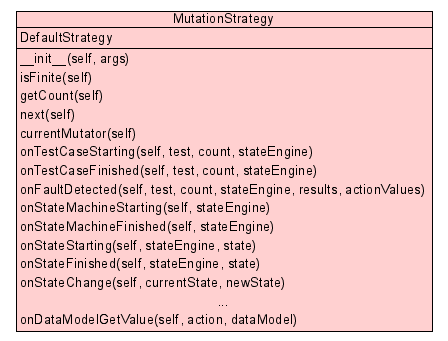 MutationStrategy
DefaultStrategy
__init__(self, args)
isFinite(self)
getCount(self)
next(self)
currentMutator(self)
onTestCaseStarting(self, test, count, stateEngine)
onTestCaseFinished(self, test, count, stateEngine)
onFaultDetected(self, test, count, stateEngine, results, actionValues)
onStateMachineStarting(self, stateEngine)
onStateMachineFinished(self, stateEngine)
onStateStarting(self, stateEngine, state)
onStateFinished(self, stateEngine, state)
onStateChange(self, currentState, newState)
...
onDataModelGetValue(self, action, dataModel)